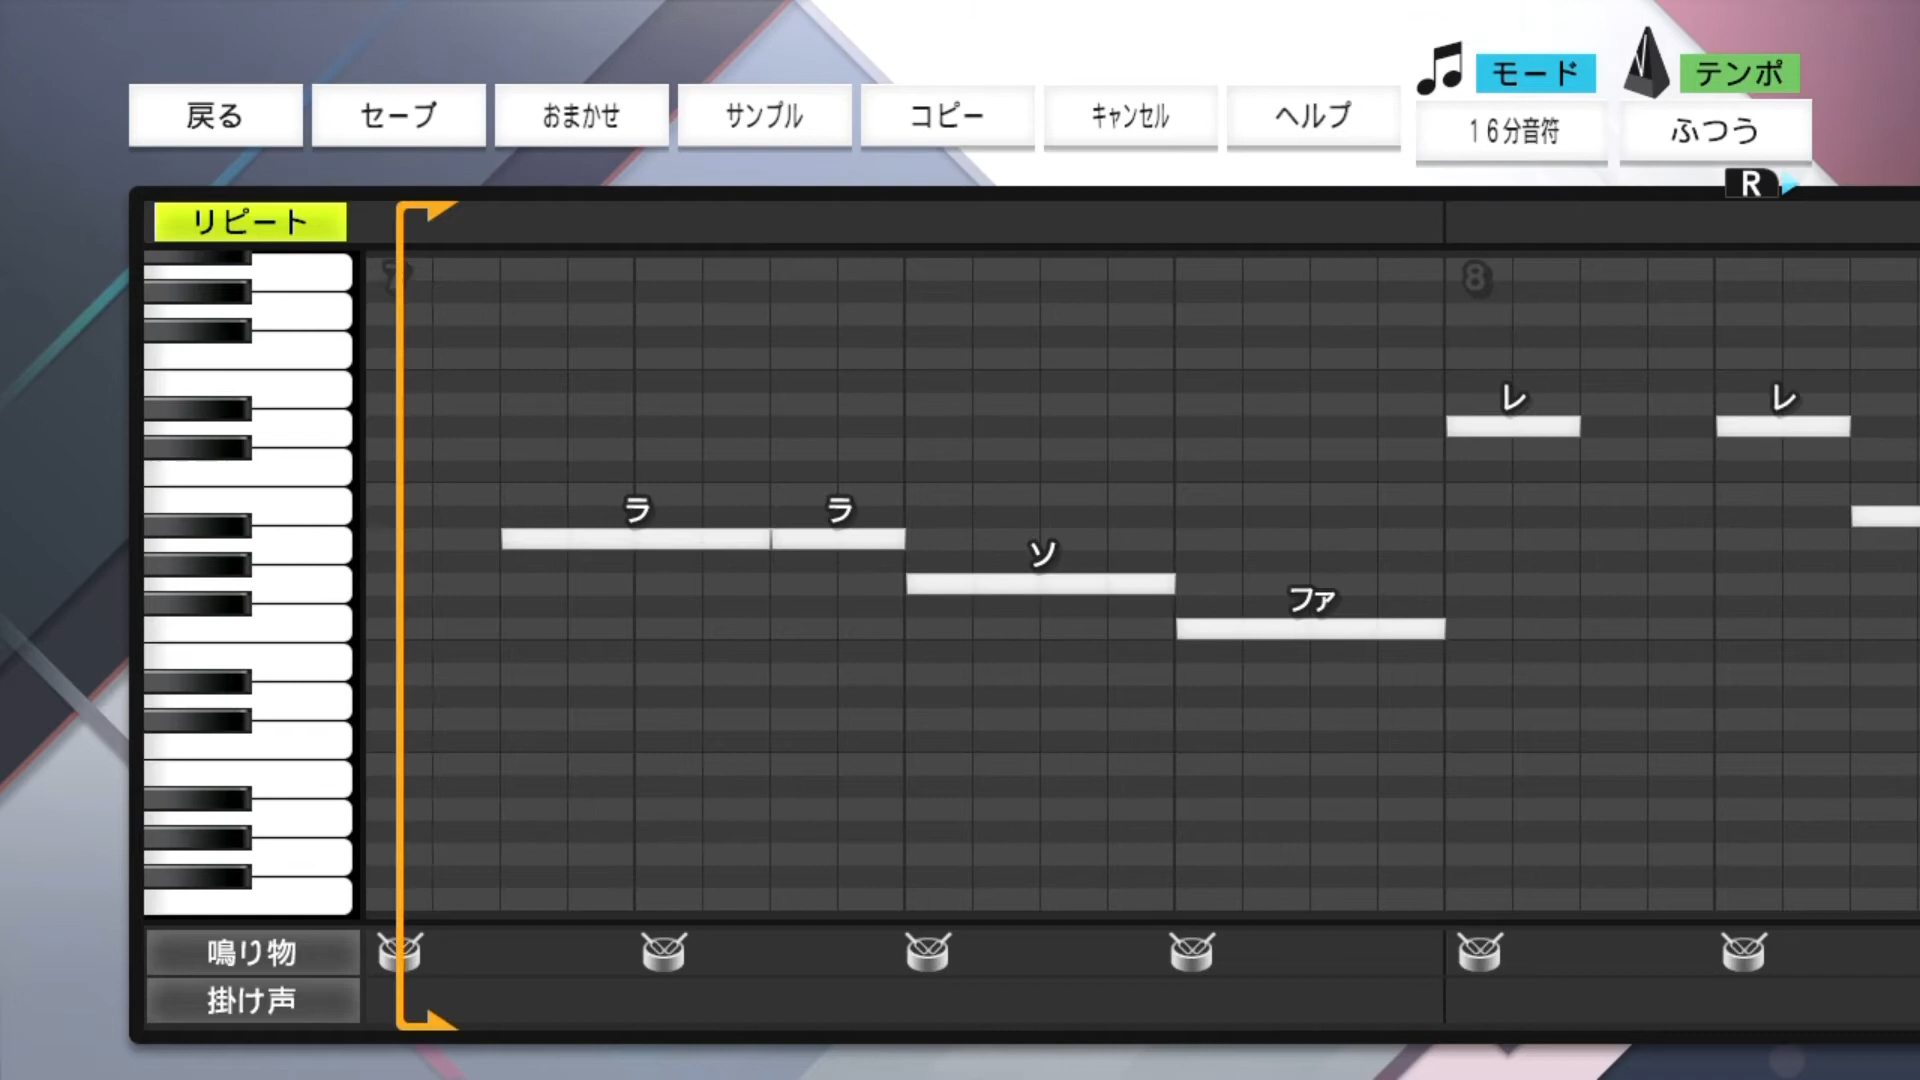 モード
テンポ
戻る
セーブ
おまかせ
サンプル
コピー
キャンセル
ヘルプ
16分音符
ふつう
R
リピート
7
8
レ
レ
ラ
ラ
ソ
ファ
鳴り物
掛け声